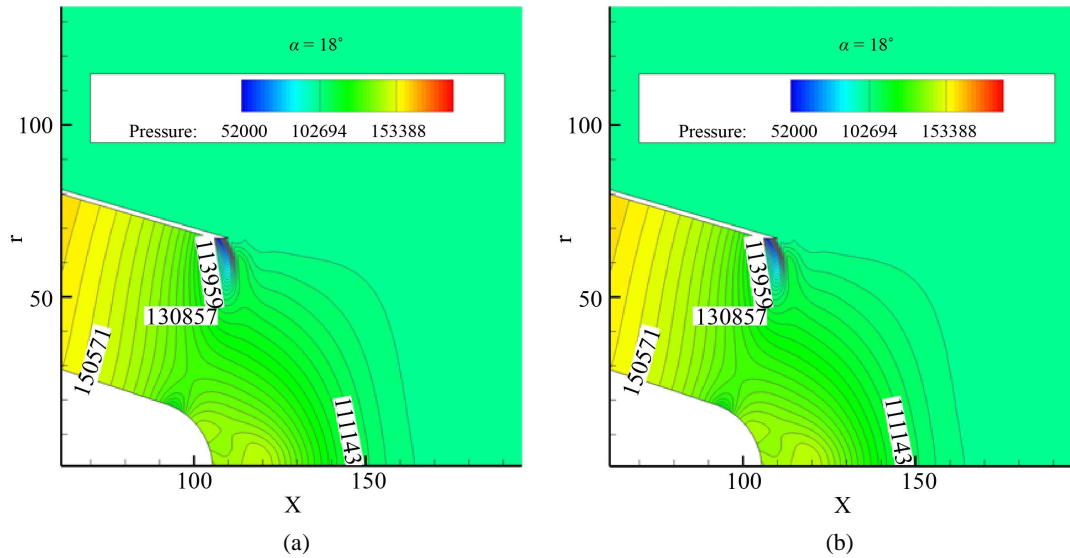 α = 18°
Pressure: 52000 102694 153388
100
50
r
113959
130857
150571
111143
100 150
X
(a)
α = 18°
Pressure: 52000 102694 153388
100
50
r
113959
130857
150571
111143
100 150
X
(b)